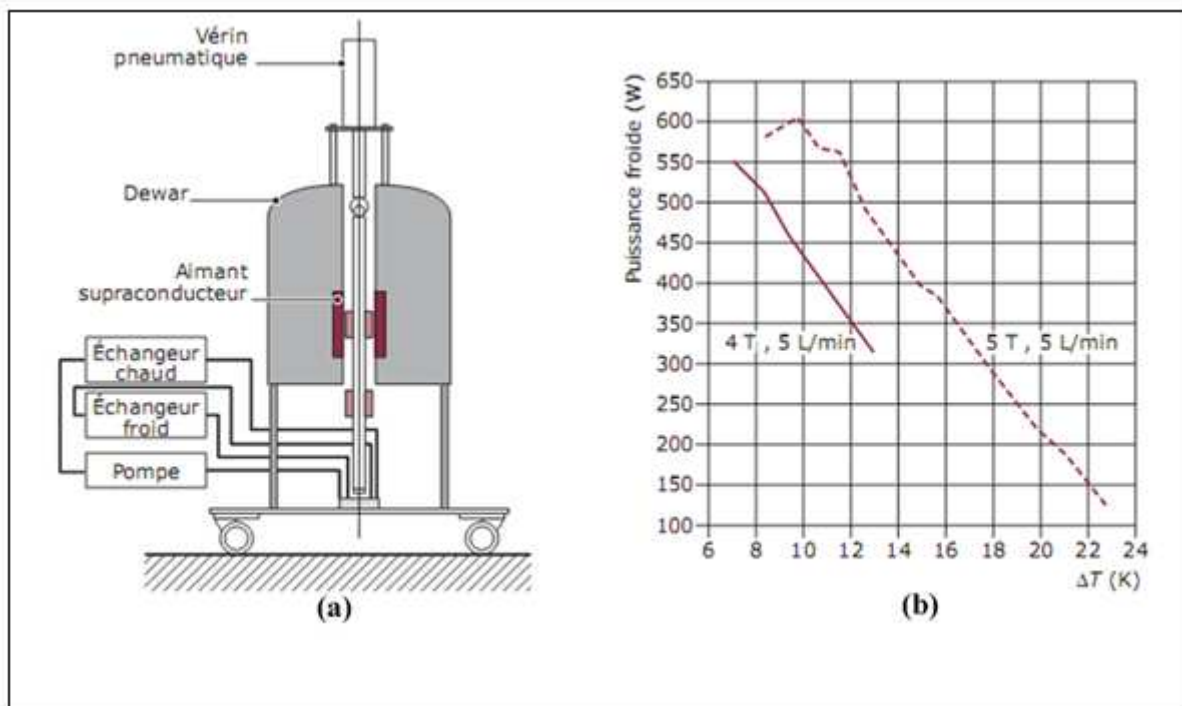 Vérin
pneumatique
Dewar
Aimant
supraconducteur
Échangeur
chaud
Échangeur
froid
Pompe
(a)
Puissance froide (W)
650
600
550
500
450
400
350
300
250
200
150
100
4 T , 5 L/min
5 T , 5 L/min
6 8 10 12 14 16 18 20 22 24
ΔT (K)
(b)